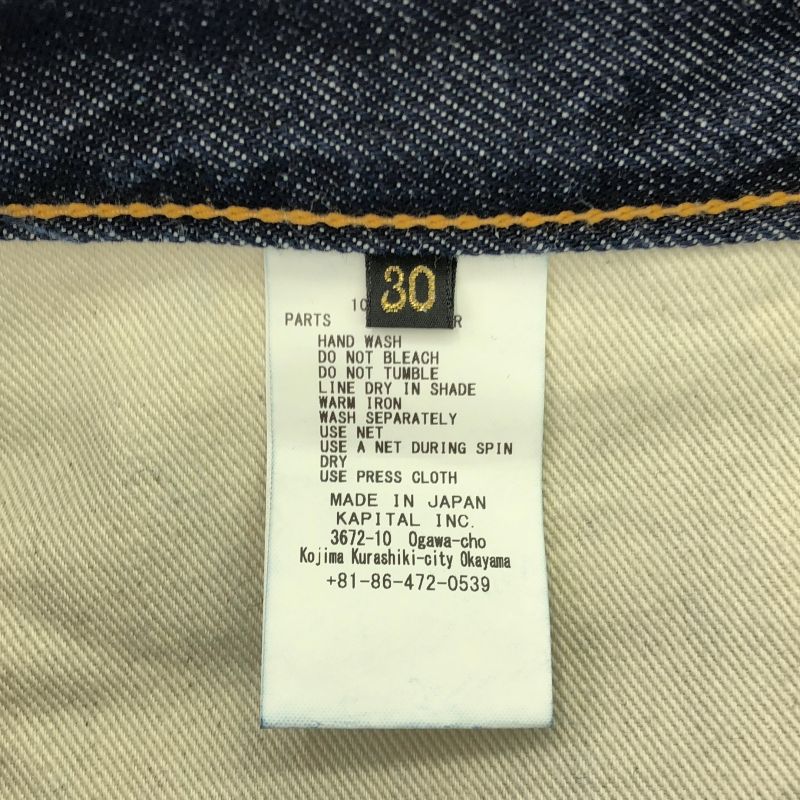 30
PARTS
HAND WASH
DO NOT BLEACH
DO NOT TUMBLE
LINE DRY IN SHADE
WARM IRON
WASH SEPARATELY
USE NET
USE A NET DURING SPIN
DRY
USE PRESS CLOTH
MADE IN JAPAN
KAPITAL INC.
3672-10 Ogawa-cho
Kojima Kurashiki-city Okayama
+81-86-472-0539